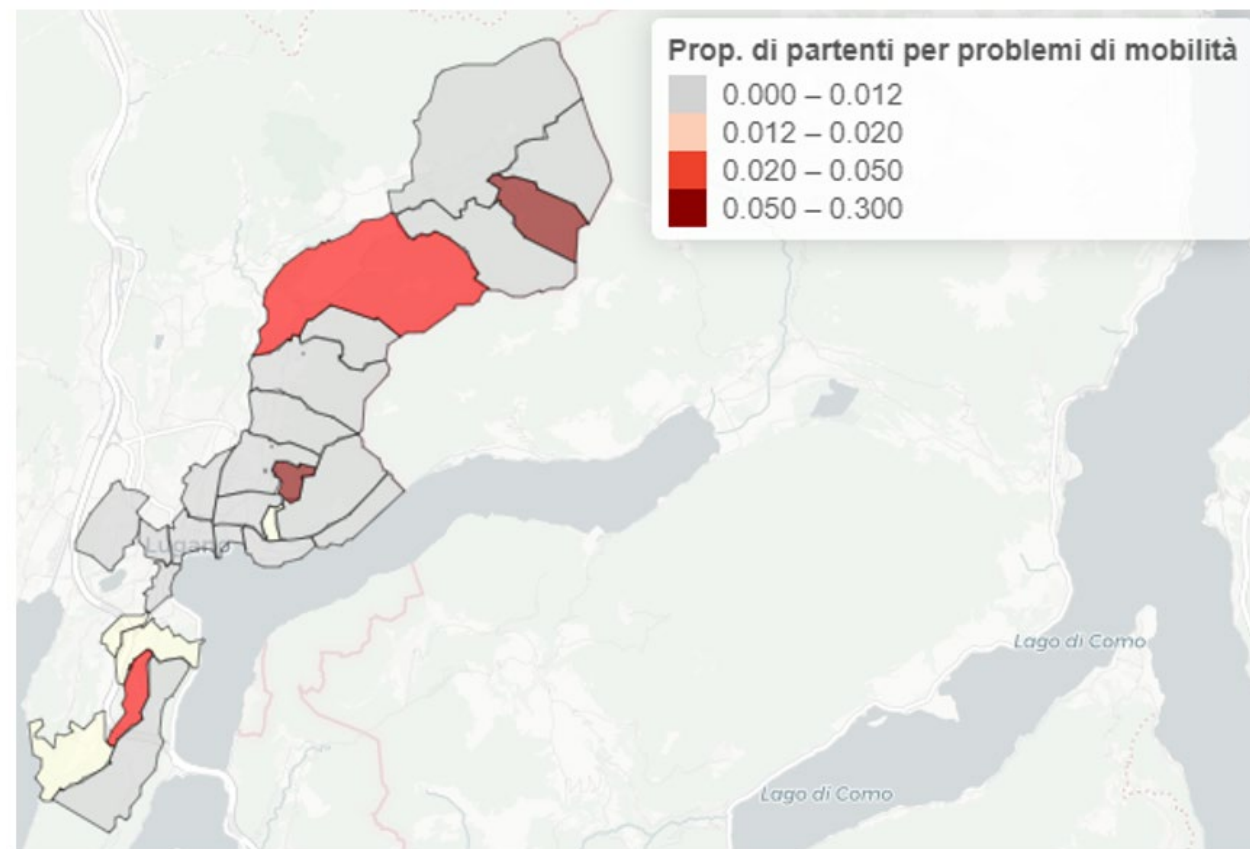 Prop. di partenti per problemi di mobilità
0.000 – 0.012
0.012 – 0.020
0.020 – 0.050
0.050 – 0.300
Lugano
Lago di Como
Lago di Como